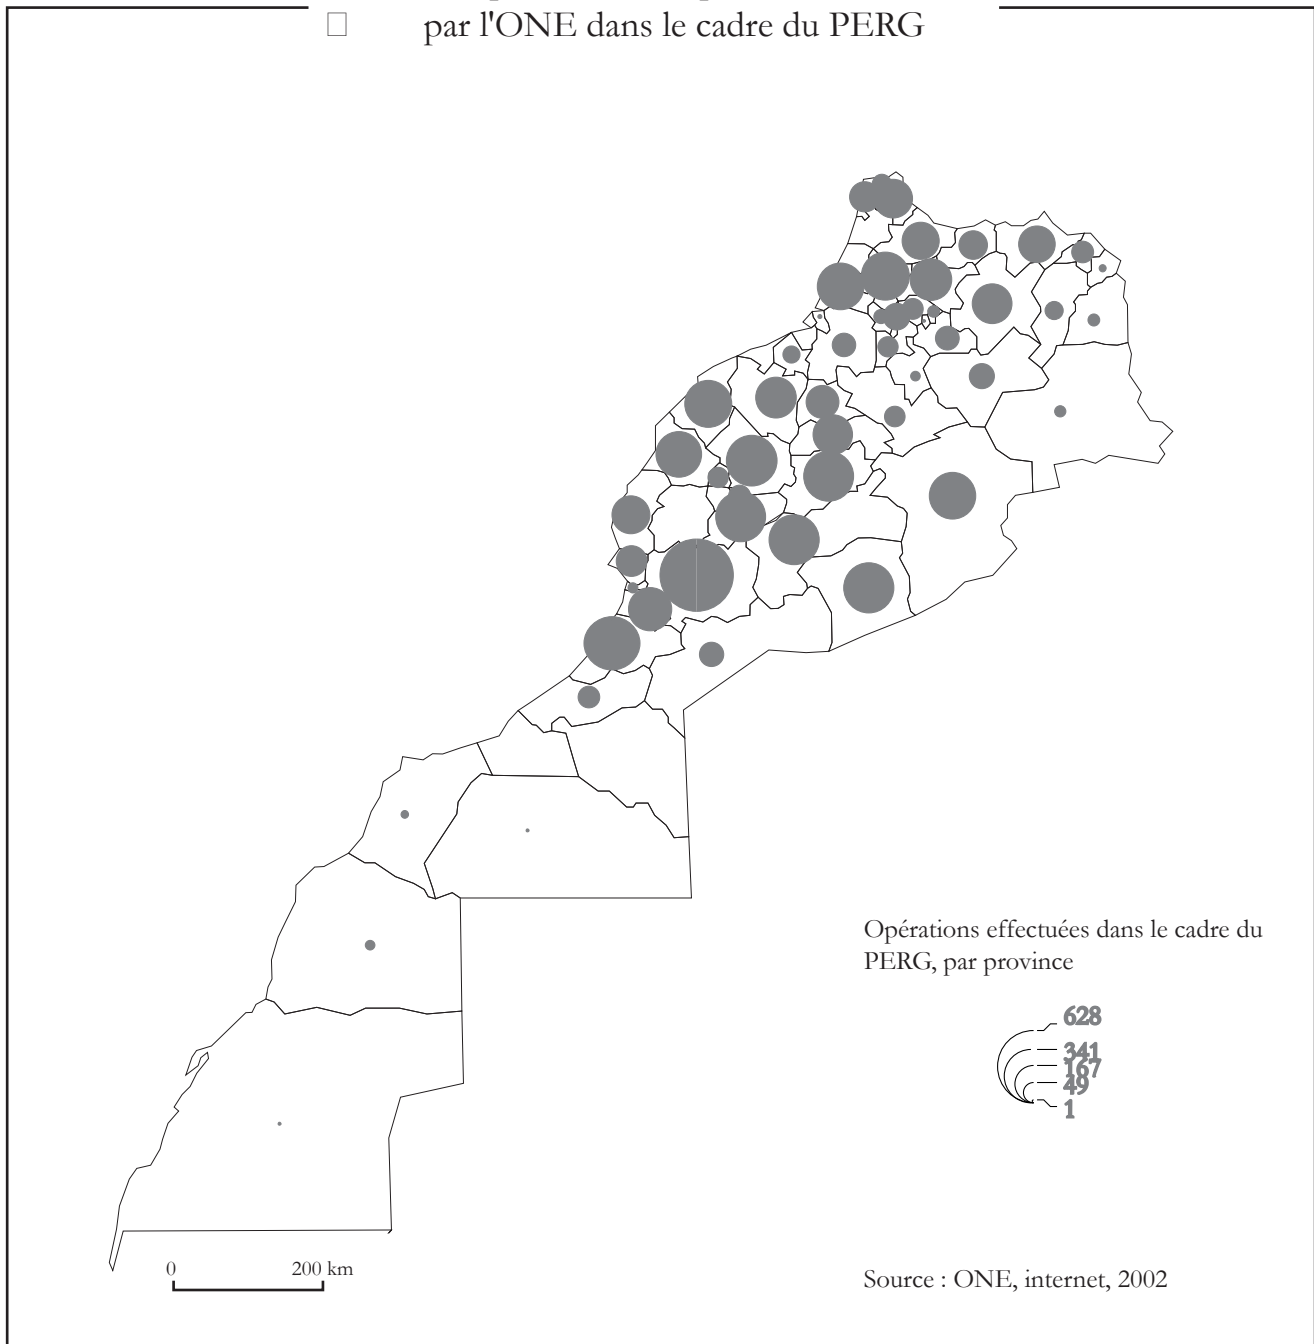 par l'ONE dans le cadre du PERG
Opérations effectuées dans le cadre du
PERG, par province
628
341
167
49
1
0 200 km
Source : ONE, internet, 2002